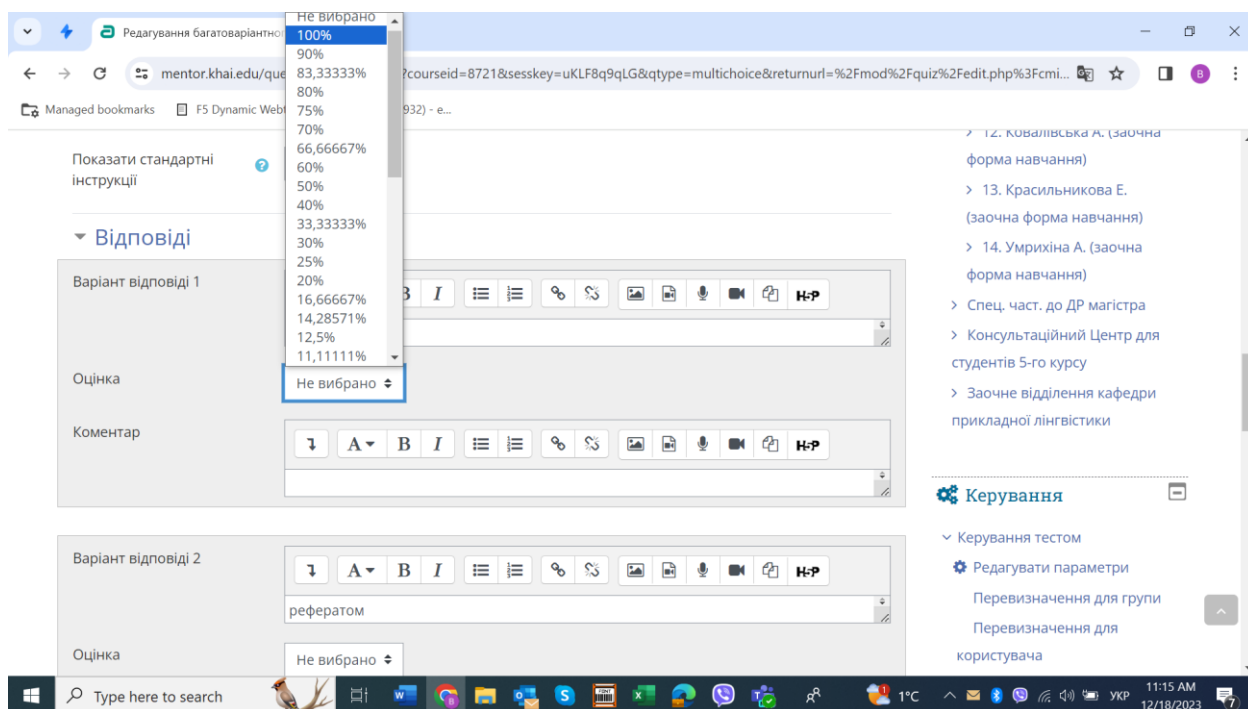 Редагування багатоваріантно
mentor.khai.edu/que ?courseid=8721&sesskey=uKLF8q9qLG&qtype=multichoice&returnurl=%2Fmod%2Fquiz%2Fedit.php%3Fcmi...
B
Managed bookmarks F5 Dynamic Web 932) - e...
Не вибрано
100%
90%
83,33333%
80%
75%
70%
66,66667%
60%
50%
40%
33,33333%
30%
25%
20%
16,66667%
14,28571%
12,5%
11,11111%
Показати стандартні
інструкції
Відповіді
Варіант відповіді 1
B I H5P
Оцінка
Не вибрано
Коментар
A B I H5P
Варіант відповіді 2
A B I H5P
рефератом
Оцінка
Не вибрано
12. Ковалівська А. (заочна
форма навчання)
13. Красильникова Е.
(заочна форма навчання)
14. Умрихіна А. (заочна
форма навчання)
Спец. част. до ДР магістра
Консультаційний Центр для
студентів 5-го курсу
Заочне відділення кафедри
прикладної лінгвістики
Керування
Керування тестом
Редагувати параметри
Перевизначення для групи
Перевизначення для
користувача
Type here to search
1°C
УКР
11:15 AM
12/18/2023
7